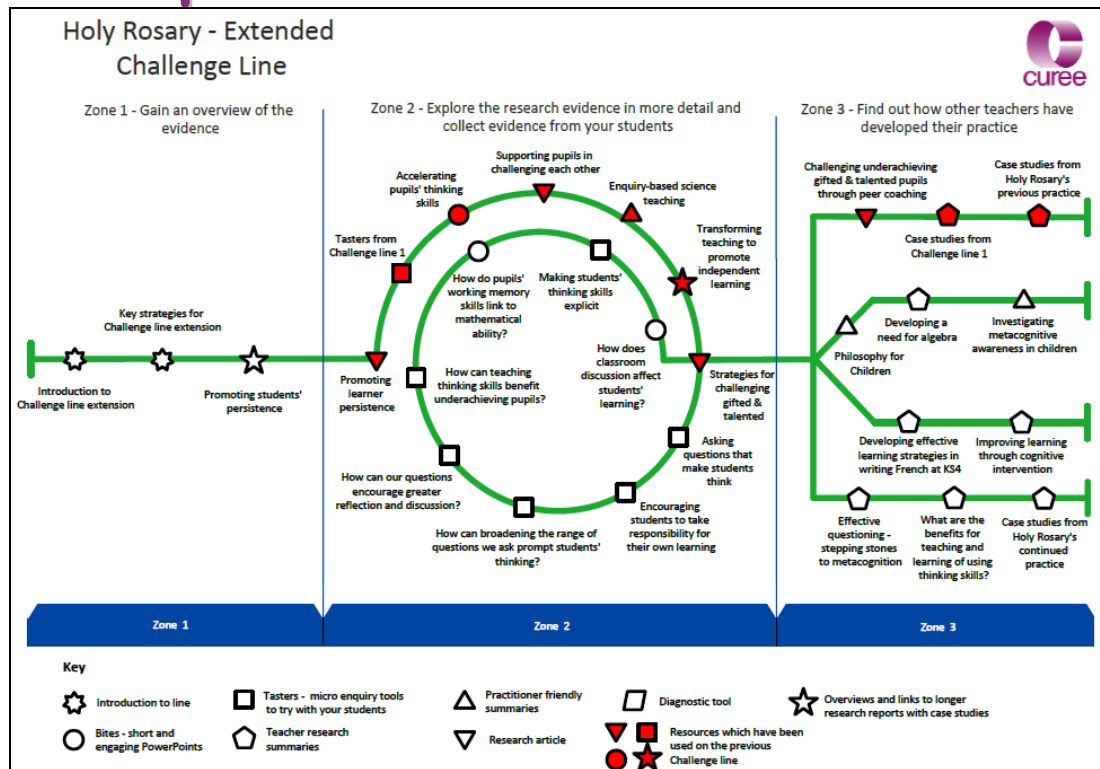 Holy Rosary - Extended
Challenge Line
curee
Zone 1 - Gain an overview of the
evidence
Zone 2 - Explore the research evidence in more detail and
collect evidence from your students
Zone 3 - Find out how other teachers have
developed their practice
Key strategies for
Challenge line extension
Introduction to
Challenge line extension
Promoting students'
persistence
Promoting
learner
persistence
Tasters from
Challenge line 1
Accelerating
pupils' thinking
skills
Supporting pupils in
challenging each other
Enquiry-based science
teaching
Transforming
teaching to
promote
independent
learning
How do pupils'
working memory
skills link to
mathematical
ability?
Making students'
thinking skills
explicit
How does
classroom
discussion affect
students'
learning?
Strategies for
challenging
gifted &
talented
How can teaching
thinking skills benefit
underachieving pupils?
How can our questions
encourage greater
reflection and discussion?
How can broadening the range of
questions we ask prompt students'
thinking?
Encouraging
students to take
responsibility for
their own learning
Asking
questions that
make students
think
Challenging underachieving
gifted & talented pupils
through peer coaching
Case studies from
Challenge line 1
Case studies from
Holy Rosary's
previous practice
Philosophy for
Children
Developing a
need for algebra
Investigating
metacognitive
awareness in children
Developing effective
learning strategies in
writing French at KS4
Improving learning
through cognitive
intervention
Effective
questioning -
stepping stones
to metacognition
What are the
benefits for
teaching and
learning of using
thinking skills?
Case studies from
Holy Rosary's
continued
practice
Zone 1
Zone 2
Zone 3
Key
Introduction to line
Bites - short and
engaging PowerPoints
Tasters - micro enquiry tools
to try with your students
Teacher research
summaries
Practitioner friendly
summaries
Research article
Diagnostic tool
Resources which have been
used on the previous
Challenge line
Overviews and links to longer
research reports with case studies